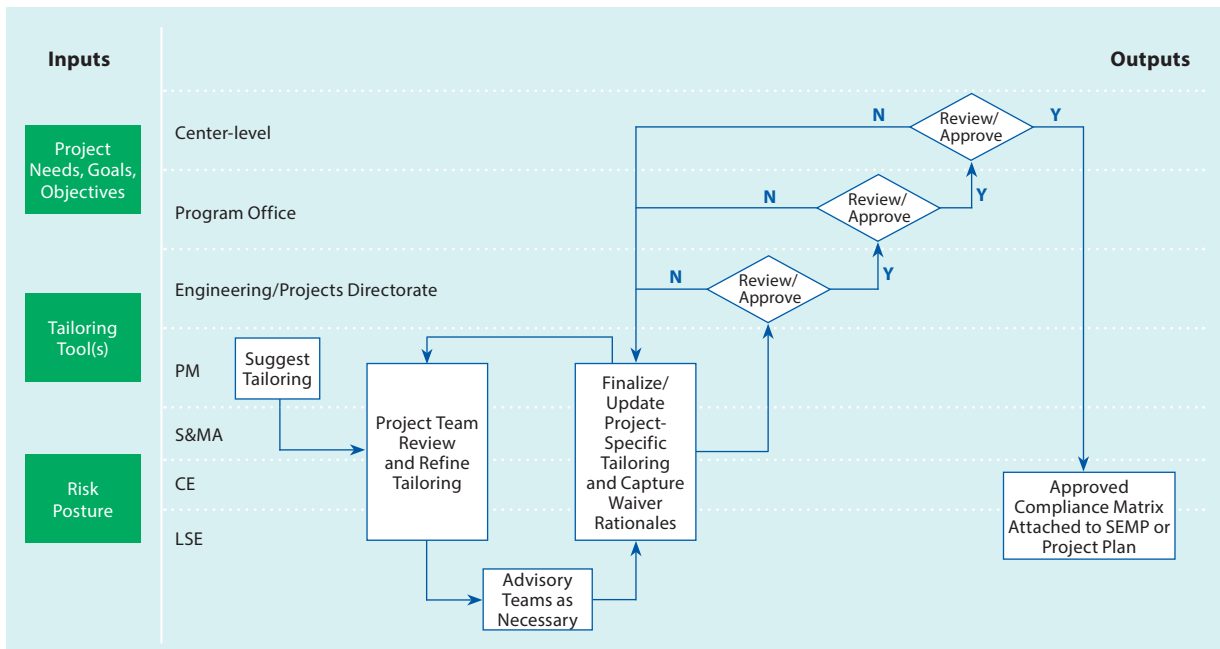 Inputs
Outputs
Project
Needs, Goals,
Objectives
Tailoring
Tool(s)
Risk
Posture
Center-level
N
Review/
Approve
Y
Program Office
N
Review/
Approve
Y
Engineering/Projects Directorate
N
Review/
Approve
Y
PM
S&MA
CE
LSE
Suggest
Tailoring
Project Team
Review
and Refine
Tailoring
Advisory
Teams as
Necessary
Finalize/
Update
Project-
Specific
Tailoring
and Capture
Waiver
Rationales
Approved
Compliance Matrix
Attached to SEMP or
Project Plan